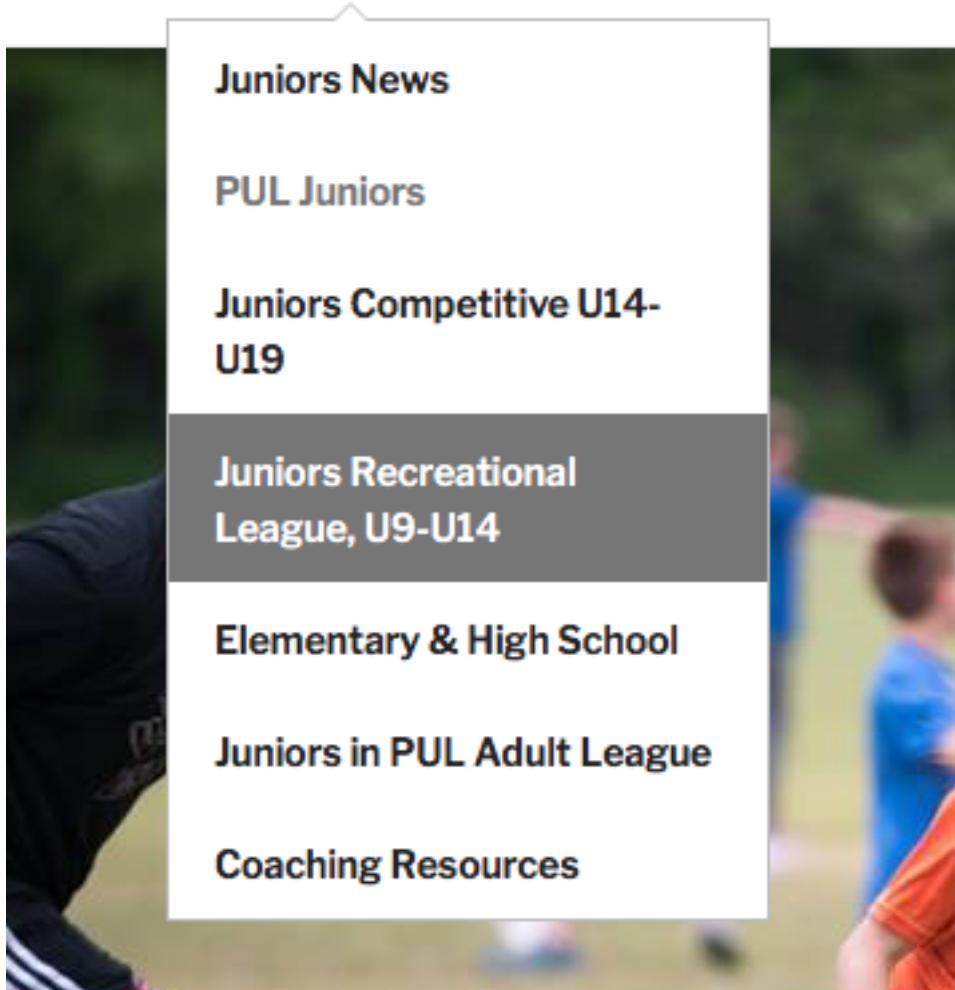 Juniors News
PUL Juniors
Juniors Competitive U14-
U19
Juniors Recreational
League, U9-U14
Elementary & High School
Juniors in PUL Adult League
Coaching Resources